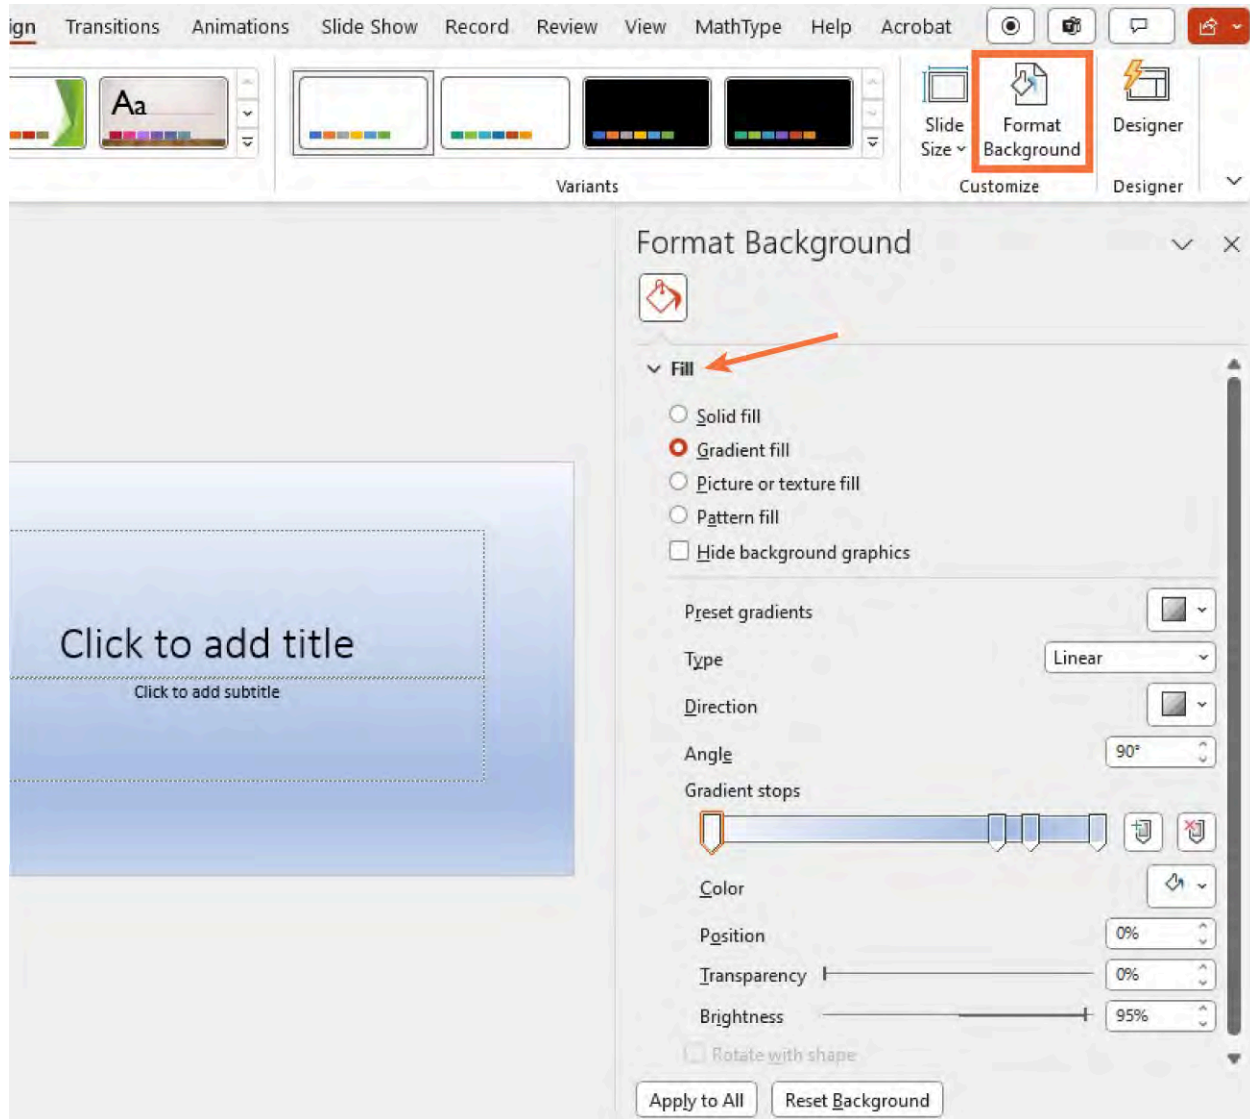 ign Transitions Animations Slide Show Record Review View MathType Help Acrobat
Aa
Slide Size
Format Background
Designer
Variants
Customize
Designer
Format Background
Fill
Solid fill
Gradient fill
Picture or texture fill
Pattern fill
Hide background graphics
Click to add title
Click to add subtitle
Preset gradients
Type Linear
Direction
Angle 90°
Gradient stops
Color
Position 0%
Transparency 0%
Brightness 95%
Rotate with shape
Apply to All Reset Background